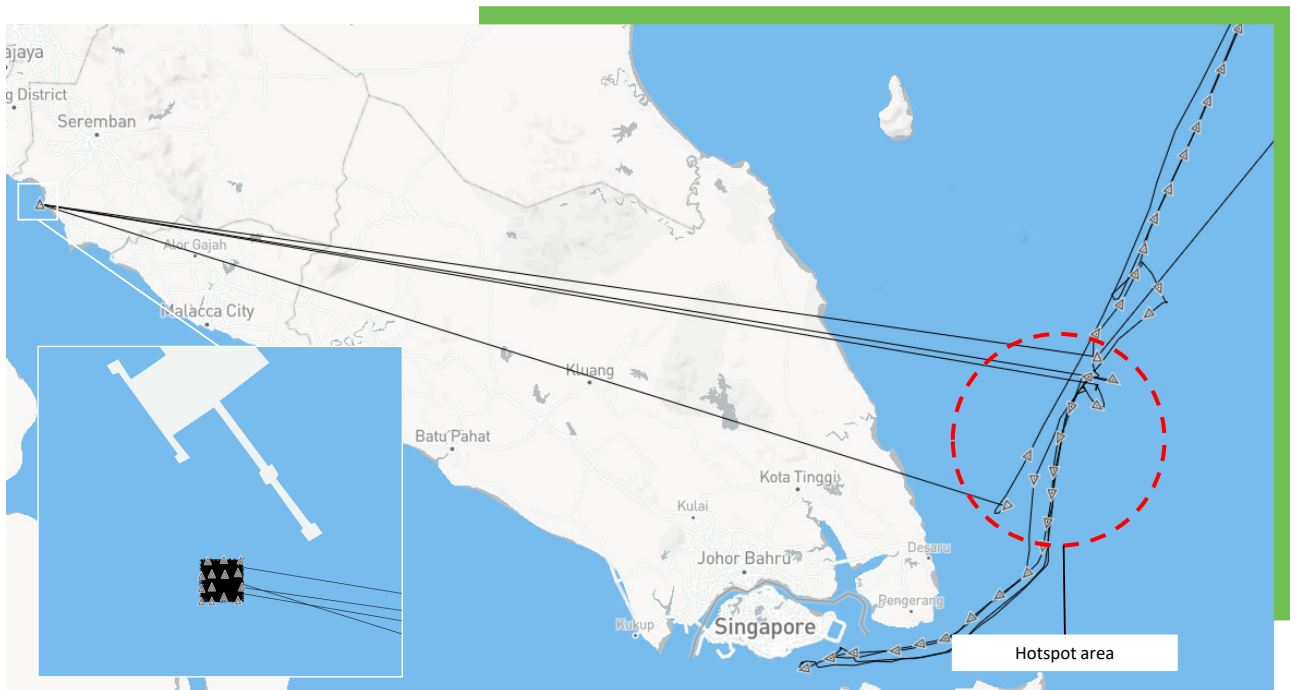 ajaya
g District
Seremban
Alor Gajah
Malacca City
Kluang
Batu Pahat
Kota Tinggi
Kulai
Johor Bahru
Desaru
Pengerang
Kukup
Singapore
Hotspot area